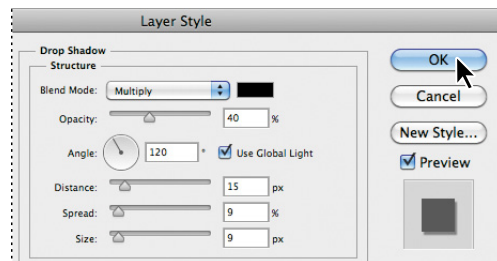 Layer Style
Drop Shadow
Structure
Blend Mode: Multiply
Opacity: 40 %
Angle: 120 ° Use Global Light
Distance: 15 px
Spread: 9 %
Size: 9 px
OK
Cancel
New Style...
Preview